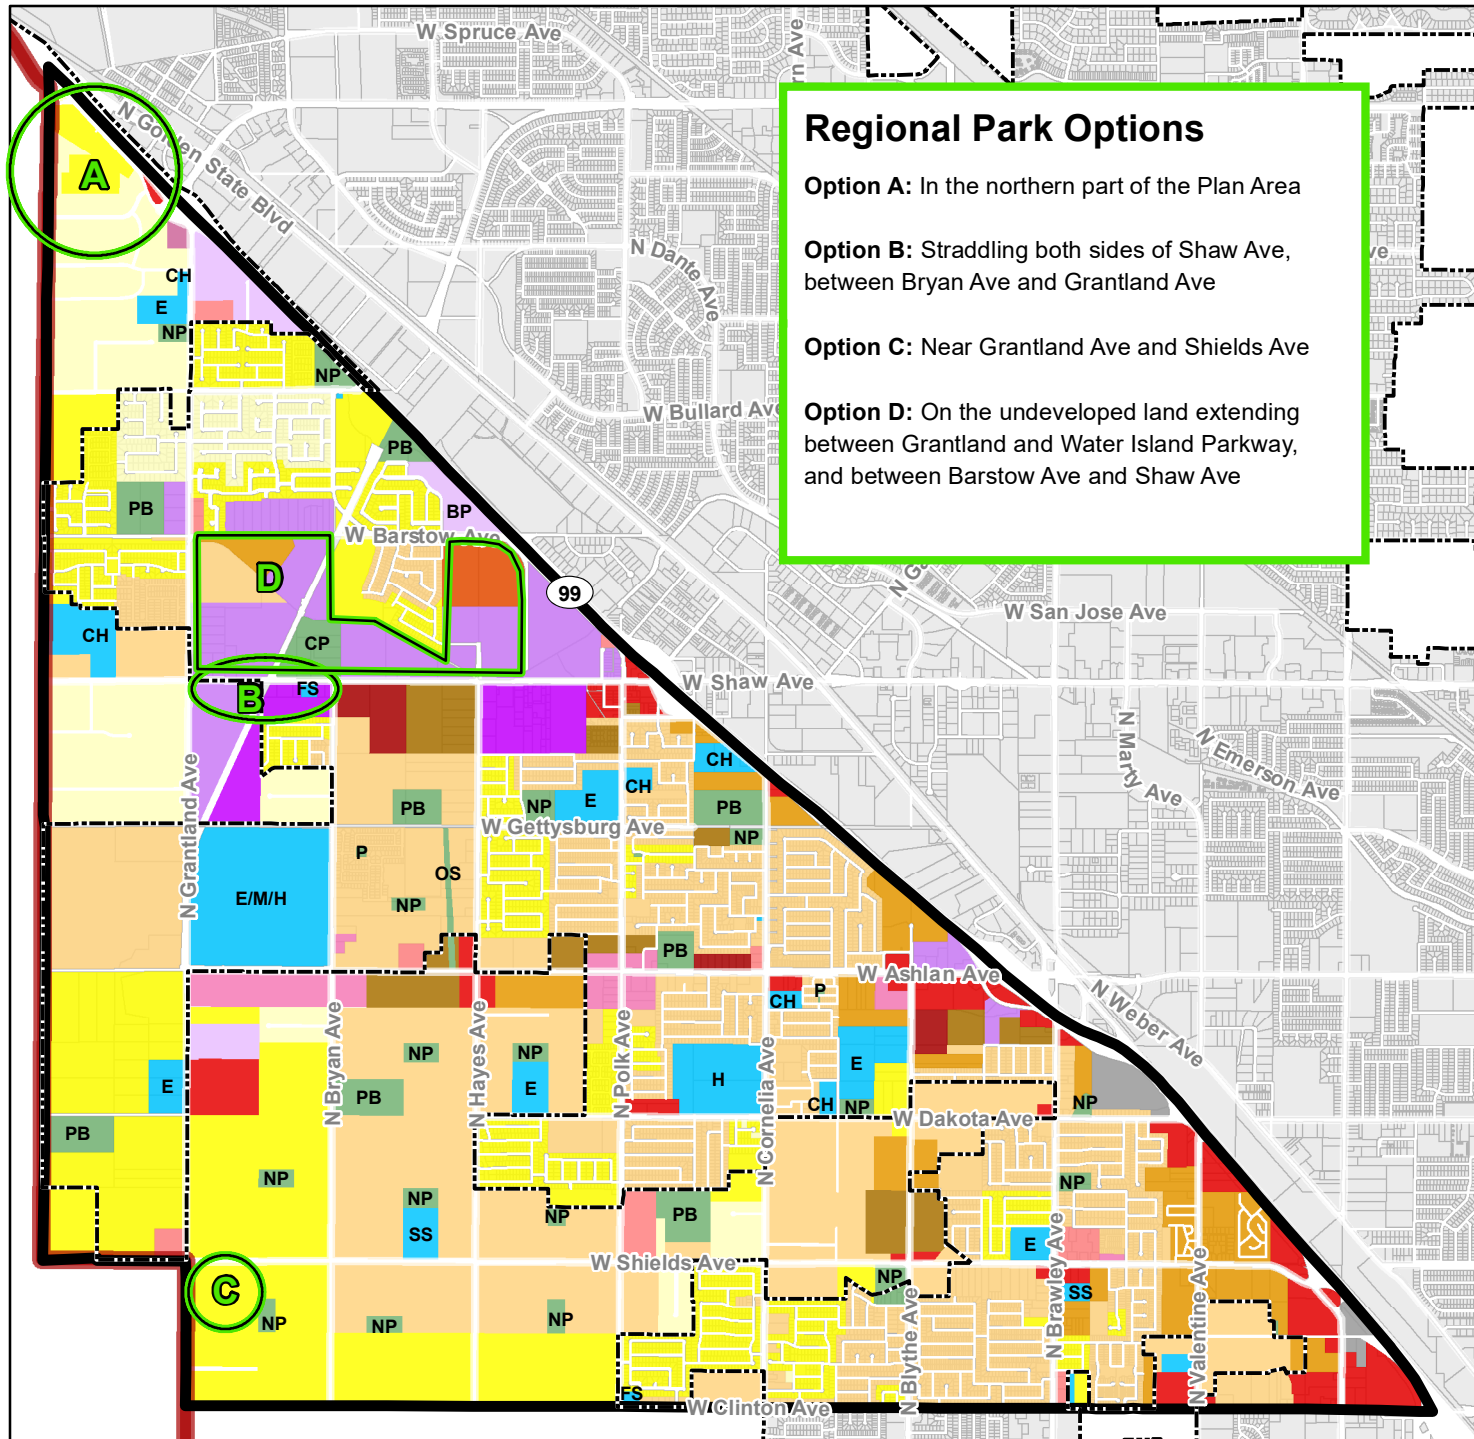 W Spruce Ave
rn Ave
N Golden State Blvd
A
Regional Park Options
Option A: In the northern part of the Plan Area
Option B: Straddling both sides of Shaw Ave,
between Bryan Ave and Grantland Ave
Option C: Near Grantland Ave and Shields Ave
Option D: On the undeveloped land extending
between Grantland and Water Island Parkway,
and between Barstow Ave and Shaw Ave
ve
N Dante Ave
CH
E
NP
NP
W Bullard Ave
PB
PB
BP
W Barstow Ave
D
99
N Ga
W San Jose Ave
CH
CP
W Shaw Ave
B
FS
N Marty Ave
N Emerson Ave
N Grantland Ave
CH
CH
PB
NP
E
PB
W Gettysburg Ave
NP
P
OS
E/M/H
NP
PB
W Ashlan Ave
N Weber Ave
CH
P
N Bryan Ave
N Hayes Ave
N Polk Ave
N Cornelia Ave
NP
NP
E
E
H
E
PB
CH
NP
NP
W Dakota Ave
PB
NP
NP
NP
SS
NP
PB
E
N Brawley Ave
N Valentine Ave
W Shields Ave
C
NP
SS
N Blythe Ave
NP
NP
NP
FS
W Clinton Ave